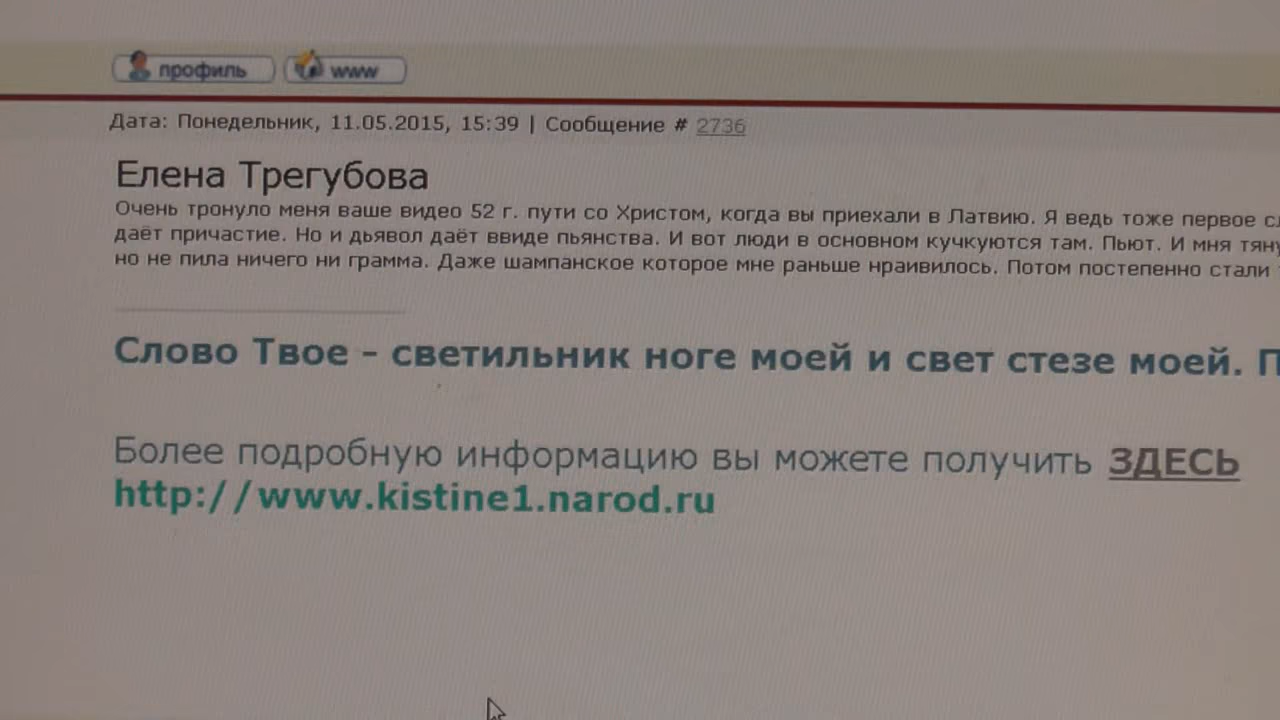 профиль www
Дата: Понедельник, 11.05.2015, 15:39 | Сообщение # 2736
Елена Трегубова
Очень тронуло меня ваше видео 52 г. пути со Христом, когда вы приехали в Латвию. Я ведь тоже первое
даёт причастие. Но и дьявол даёт ввиде пьянства. И вот люди в основном кучкуются там. Пьют. И мня
но не пила ничего ни грамма. Даже шампанское которое мне раньше нраивилось. Потом постепенно стали
Слово Твое - светильник ноге моей и свет стезе моей.
Более подробную информацию вы можете получить ЗДЕСЬ
http://www.kistine1.narod.ru